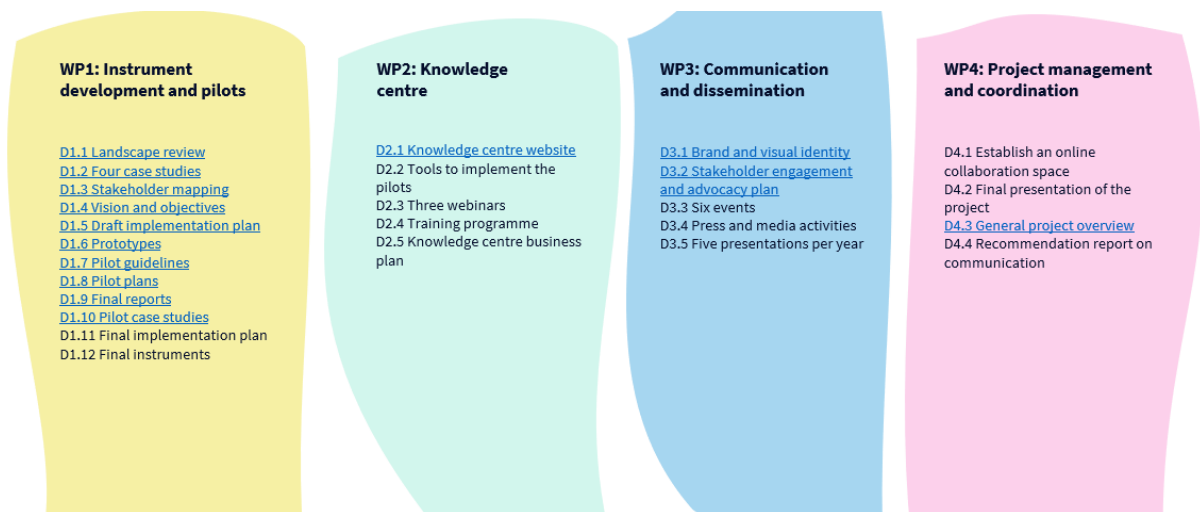 WP1: Instrument
development and pilots
D1.1 Landscape review
D1.2 Four case studies
D1.3 Stakeholder mapping
D1.4 Vision and objectives
D1.5 Draft implementation plan
D1.6 Prototypes
D1.7 Pilot guidelines
D1.8 Pilot plans
D1.9 Final reports
D1.10 Pilot case studies
D1.11 Final implementation plan
D1.12 Final instruments
WP2: Knowledge
centre
D2.1 Knowledge centre website
D2.2 Tools to implement the
pilots
D2.3 Three webinars
D2.4 Training programme
D2.5 Knowledge centre business
plan
WP3: Communication
and dissemination
D3.1 Brand and visual identity
D3.2 Stakeholder engagement
and advocacy plan
D3.3 Six events
D3.4 Press and media activities
D3.5 Five presentations per year
WP4: Project management
and coordination
D4.1 Establish an online
collaboration space
D4.2 Final presentation of the
project
D4.3 General project overview
D4.4 Recommendation report on
communication